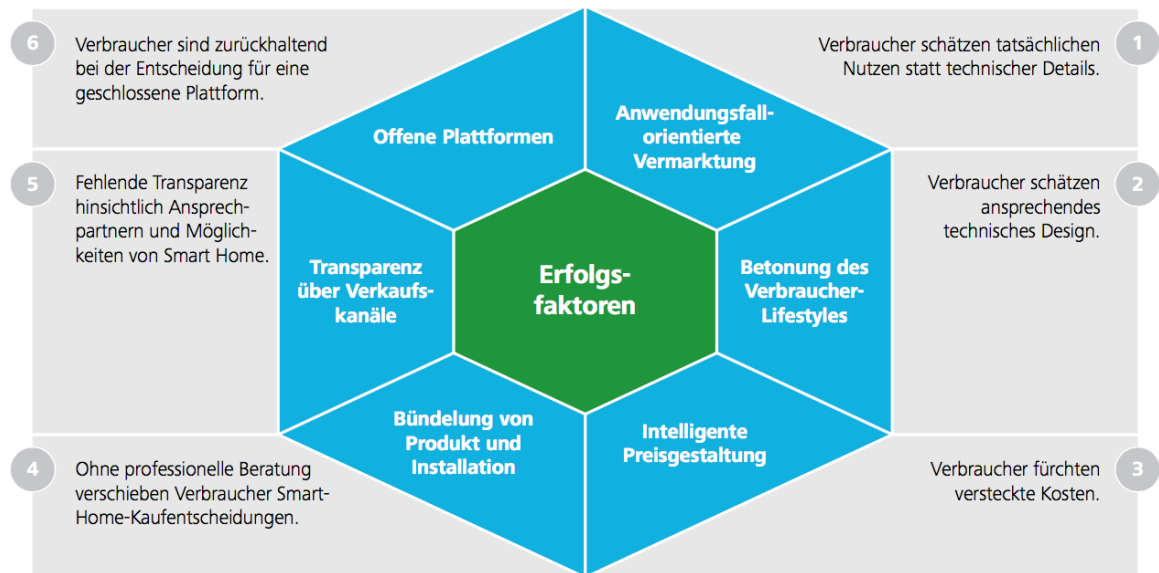 6
Verbraucher sind zurückhaltend
bei der Entscheidung für eine
geschlossene Plattform.
1
Verbraucher schätzen tatsächlichen
Nutzen statt technischer Details.
Offene Plattformen
Anwendungsfall-
orientierte
Vermarktung
5
Fehlende Transparenz
hinsichtlich Ansprech-
partnern und Möglich-
keiten von Smart Home.
2
Verbraucher schätzen
ansprechendes
technisches Design.
Transparenz
über Verkaufs-
kanäle
Erfolgs-
faktoren
Betonung des
Verbraucher-
Lifestyles
Bündelung von
Produkt und
Installation
Intelligente
Preisgestaltung
4
Ohne professionelle Beratung
verschieben Verbraucher Smart-
Home-Kaufentscheidungen.
3
Verbraucher fürchten
versteckte Kosten.